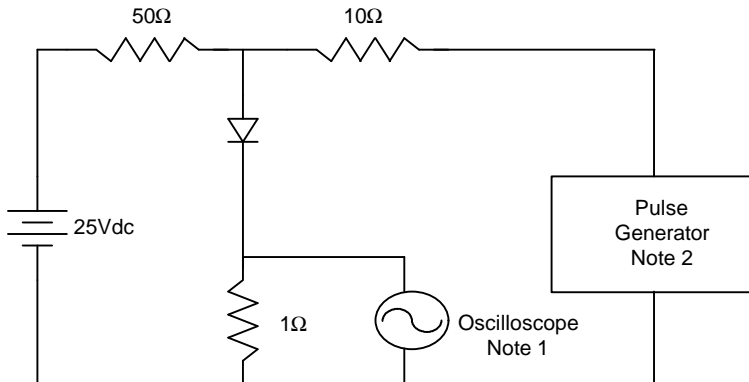 50Ω
10Ω
25Vdc
Pulse
Generator
Note 2
1Ω
Oscilloscope
Note 1